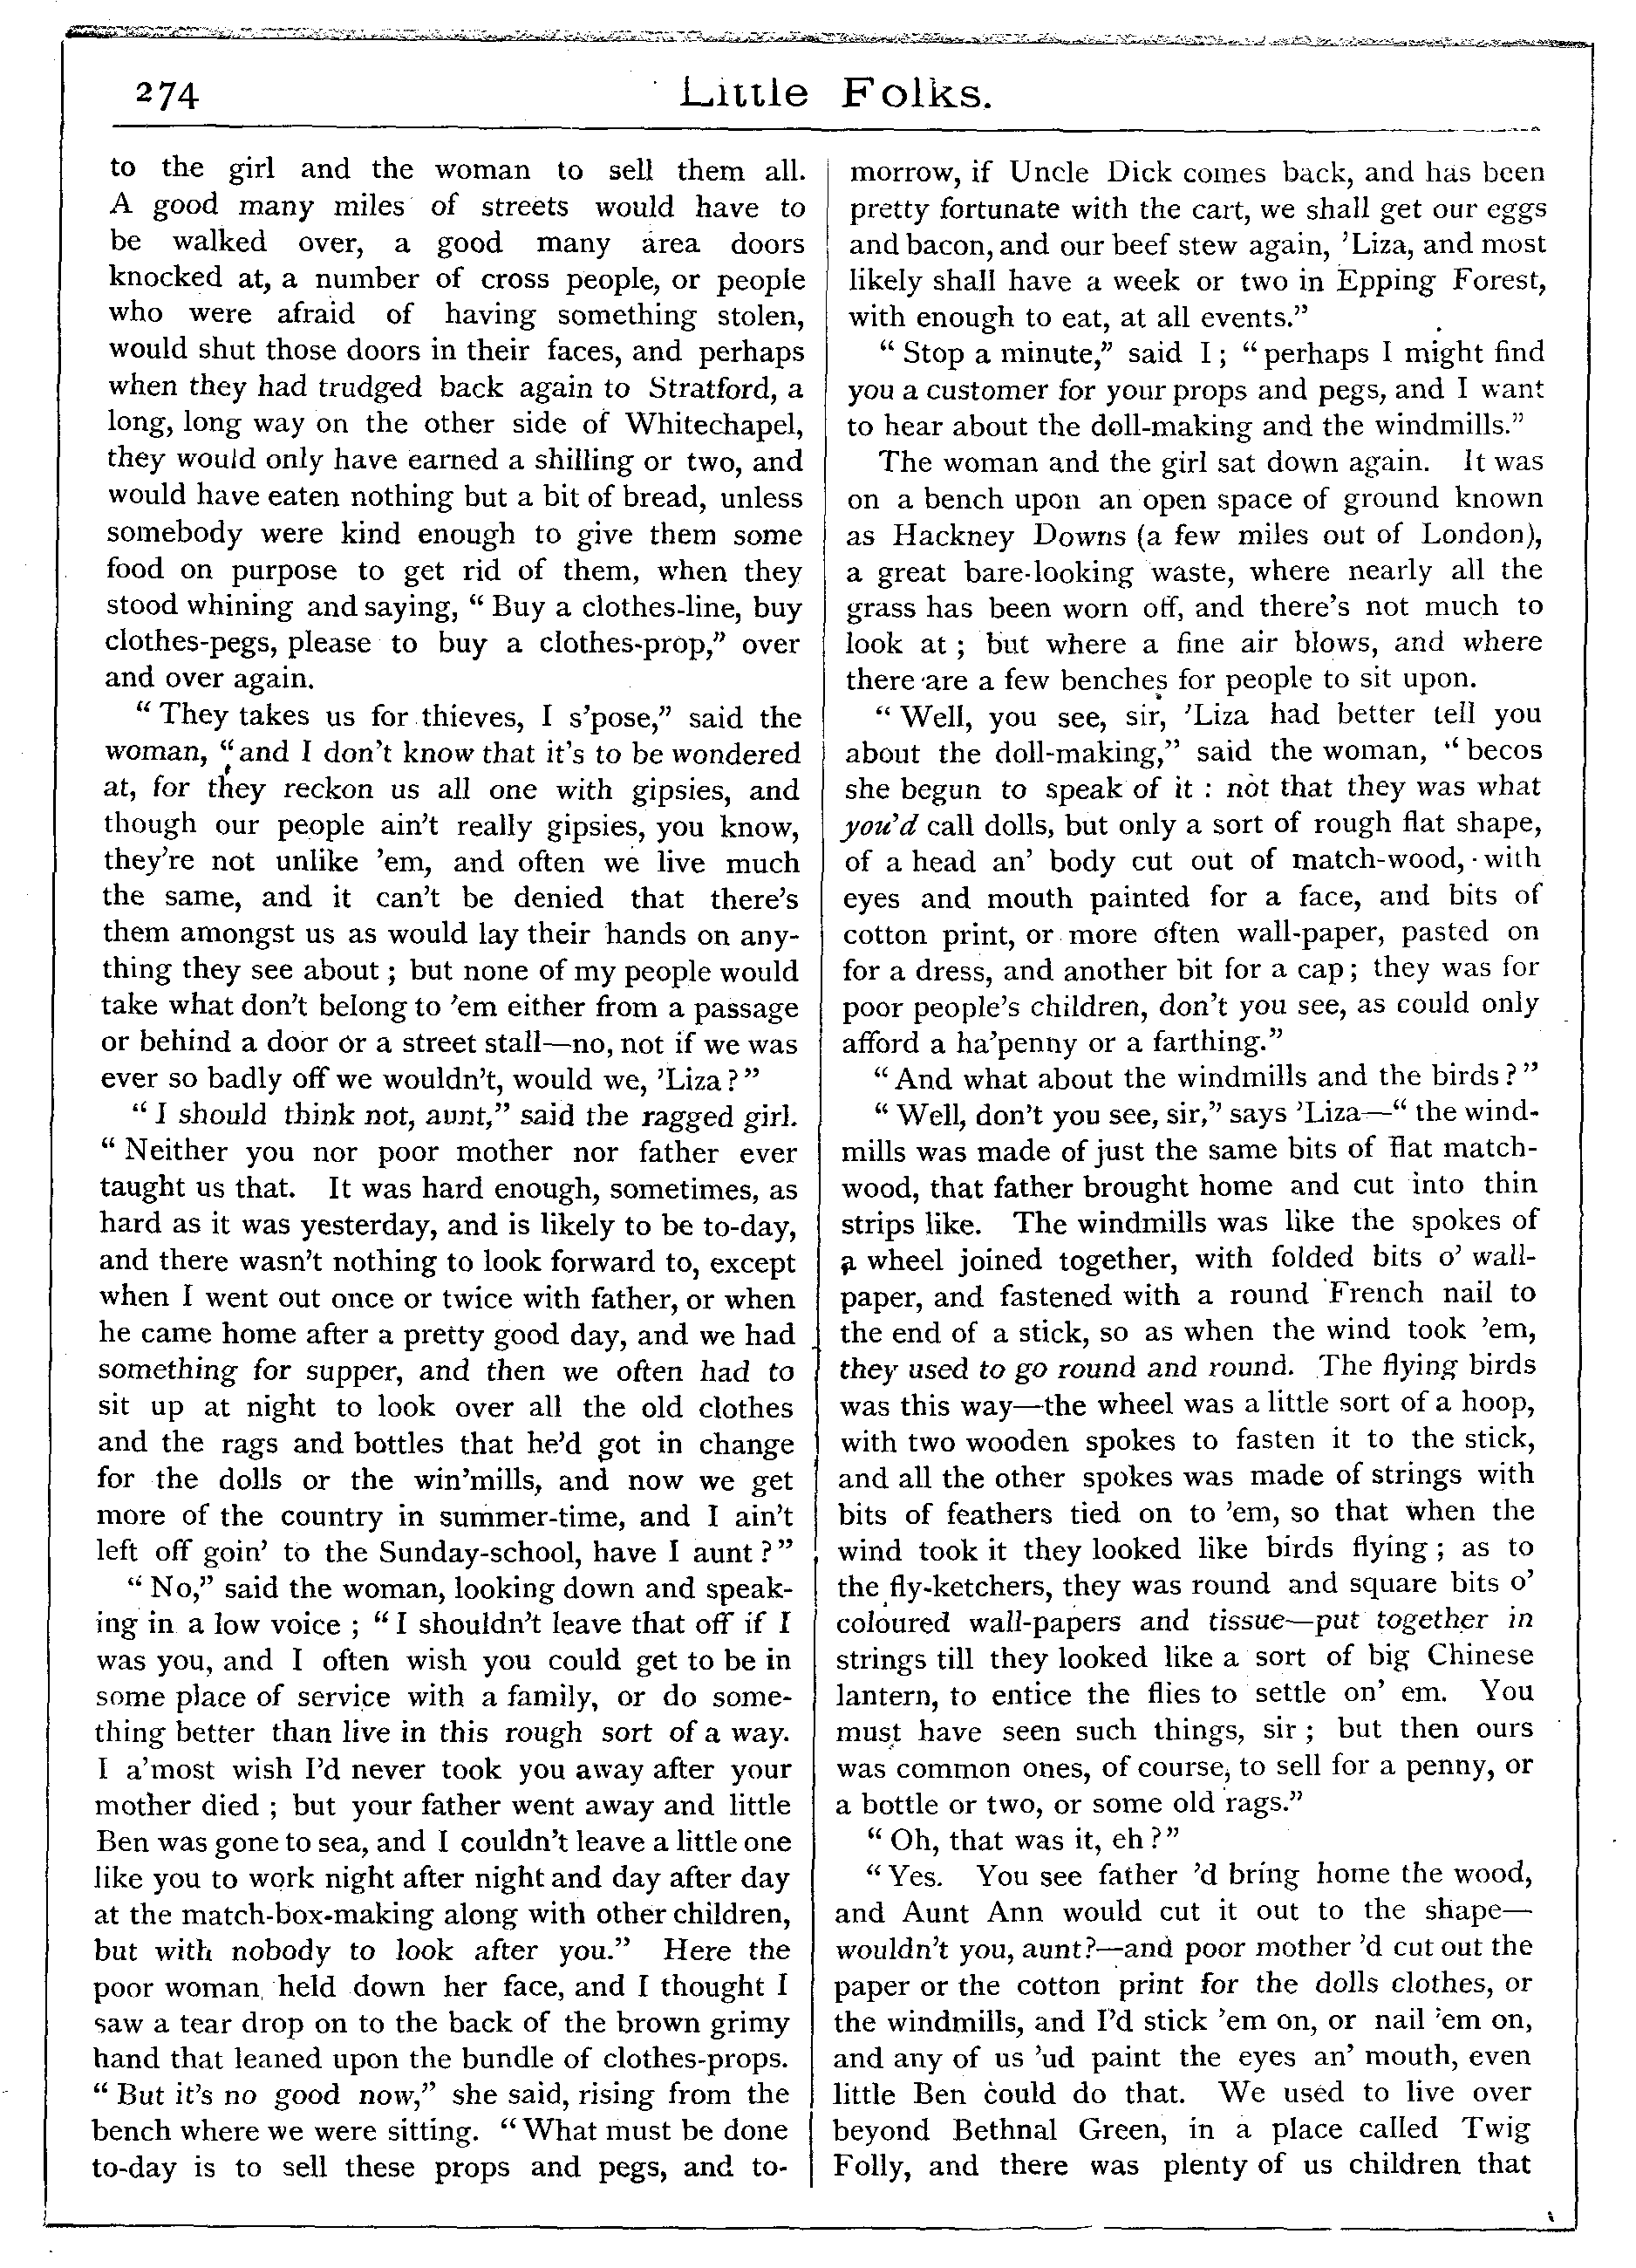 274
Little Folks.
to the girl and the woman to sell them all.
A good many miles of streets would have to
be walked over, a good many area doors
knocked at, a number of cross people, or people
who were afraid of having something stolen,
would shut those doors in their faces, and perhaps
when they had trudged back again to Stratford, a
long, long way on the other side of Whitechapel,
they would only have earned a shilling or two, and
would have eaten nothing but a bit of bread, unless
somebody were kind enough to give them some
food on purpose to get rid of them, when they
stood whining and saying, “Buy a clothes-line, buy
clothes-pegs, please to buy a clothes-prop,” over
and over again.
“They takes us for thieves, I s’pose,” said the
woman, “and I don’t know that it’s to be wondered
at, for they reckon us all one with gipsies, and
though our people ain’t really gipsies, you know,
they’re not unlike ’em, and often we live much
the same, and it can’t be denied that there’s
them amongst us as would lay their hands on any-
thing they see about; but none of my people would
take what don’t belong to ’em either from a passage
or behind a door or a street stall—no, not if we was
ever so badly off we wouldn’t, would we, ’Liza?”
“I should think not, aunt,” said the ragged girl.
“Neither you nor poor mother nor father ever
taught us that. It was hard enough, sometimes, as
hard as it was yesterday, and is likely to be to-day,
and there wasn’t nothing to look forward to, except
when I went out once or twice with father, or when
he came home after a pretty good day, and we had
something for supper, and then we often had to
sit up at night to look over all the old clothes
and the rags and bottles that he’d got in change
for the dolls or the win’mills, and now we get
more of the country in summer-time, and I ain’t
left off goin’ to the Sunday-school, have I aunt?”
“No,” said the woman, looking down and speak-
ing in a low voice; “I shouldn’t leave that off if I
was you, and I often wish you could get to be in
some place of service with a family, or do some-
thing better than live in this rough sort of a way.
I a’most wish I’d never took you away after your
mother died; but your father went away and little
Ben was gone to sea, and I couldn’t leave a little one
like you to work night after night and day after day
at the match-box-making along with other children,
but with nobody to look after you.” Here the
poor woman held down her face, and I thought I
saw a tear drop on to the back of the brown grimy
hand that leaned upon the bundle of clothes-props.
“But it’s no good now,” she said, rising from the
bench where we were sitting. “What must be done
to-day is to sell these props and pegs, and to-
morrow, if Uncle Dick comes back, and has been
pretty fortunate with the cart, we shall get our eggs
and bacon, and our beef stew again, ’Liza, and most
likely shall have a week or two in Epping Forest,
with enough to eat, at all events.”
“Stop a minute,” said I; “perhaps I might find
you a customer for your props and pegs, and I want
to hear about the doll-making and the windmills.”
The woman and the girl sat down again. It was
on a bench upon an open space of ground known
as Hackney Downs (a few miles out of London),
a great bare-looking waste, where nearly all the
grass has been worn off, and there’s not much to
look at; but where a fine air blows, and where
there are a few benches for people to sit upon.
“Well, you see, sir, ’Liza had better tell you
about the doll-making,” said the woman, “becos
she begun to speak of it: not that they was what
you’d call dolls, but only a sort of rough flat shape,
of a head an’ body cut out of match-wood, with
eyes and mouth painted for a face, and bits of
cotton print, or more often wall-paper, pasted on
for a dress, and another bit for a cap; they was for
poor people’s children, don’t you see, as could only
afford a ha’penny or a farthing.”
“And what about the windmills and the birds?”
“Well, don’t you see, sir,” says ’Liza—“the wind-
mills was made of just the same bits of flat match-
wood, that father brought home and cut into thin
strips like. The windmills was like the spokes of
a wheel joined together, with folded bits o’ wall-
paper, and fastened with a round French nail to
the end of a stick, so as when the wind took ’em,
they used to go round and round. The flying birds
was this way—the wheel was a little sort of a hoop,
with two wooden spokes to fasten it to the stick,
and all the other spokes was made of strings with
bits of feathers tied on to ’em, so that when the
wind took it they looked like birds flying; as to
the fly-ketchers, they was round and square bits o’
coloured wall-papers and tissue—put together in
strings till they looked like a sort of big Chinese
lantern, to entice the flies to settle on’ em. You
must have seen such things, sir; but then ours
was common ones, of course, to sell for a penny, or
a bottle or two, or some old rags.”
“Oh, that was it, eh?”
“Yes. You see father ’d bring home the wood,
and Aunt Ann would cut it out to the shape—
wouldn’t you, aunt?—and poor mother ’d cut out the
paper or the cotton print for the dolls clothes, or
the windmills, and I’d stick ’em on, or nail ’em on,
and any of us ’ud paint the eyes an’ mouth, even
little Ben could do that. We used to live over
beyond Bethnal Green, in a place called Twig
Folly, and there was plenty of us children that